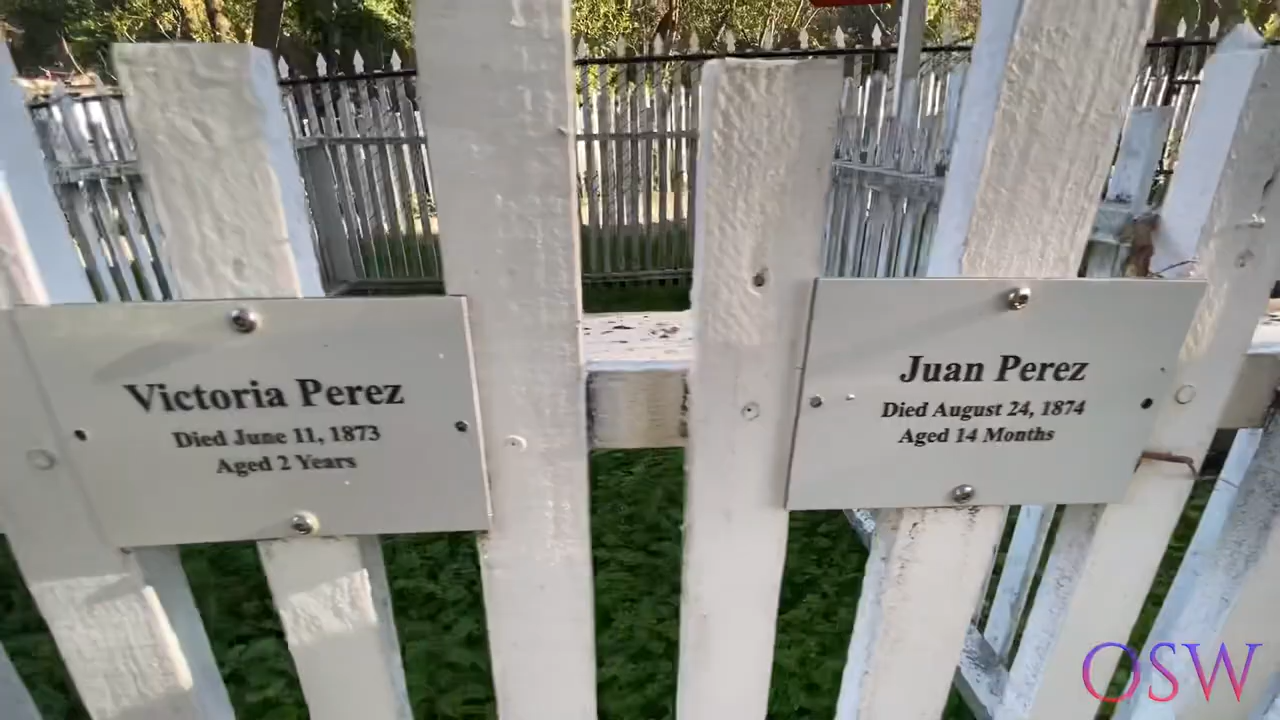 Victoria Perez
Died June 11, 1873
Aged 2 Years
Juan Perez
Died August 24, 1874
Aged 14 Months
OSW